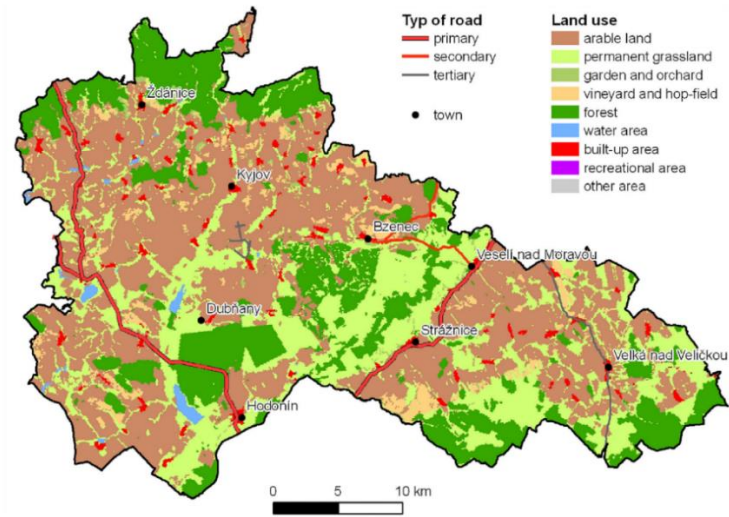 Typ of road
primary
secondary
tertiary
town
Land use
arable land
permanent grassland
garden and orchard
vineyard and hop-field
forest
water area
built-up area
recreational area
other area
Ždánice
Kyjov
Bzenec
Veselí nad Moravou
Dubňany
Strážnice
Velká nad Veličkou
Hodonín
0 5 10 km